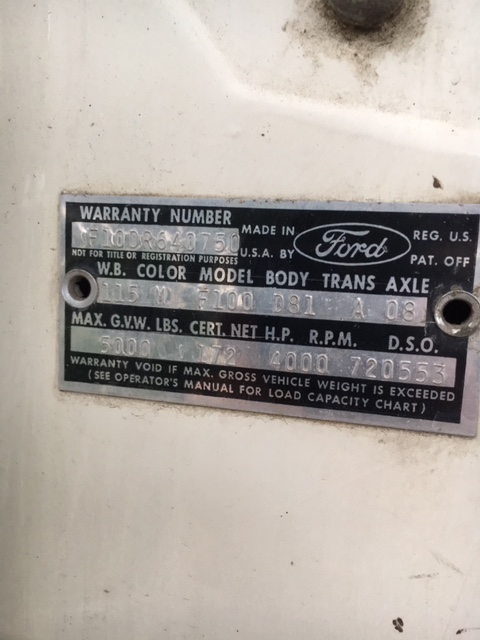 WARRANTY NUMBER
MADE IN
U.S.A. BY
Ford
REG. U.S.
PAT. OFF
F10DR640750
NOT FOR TITLE OR REGISTRATION PURPOSES
W.B. COLOR MODEL BODY TRANS AXLE
115 M F100 D81 A 08
MAX. G.V.W. LBS. CERT. NET H.P. R.P.M. D.S.O.
5000 172 4000 720553
WARRANTY VOID IF MAX. GROSS VEHICLE WEIGHT IS EXCEEDED
(SEE OPERATOR'S MANUAL FOR LOAD CAPACITY CHART)